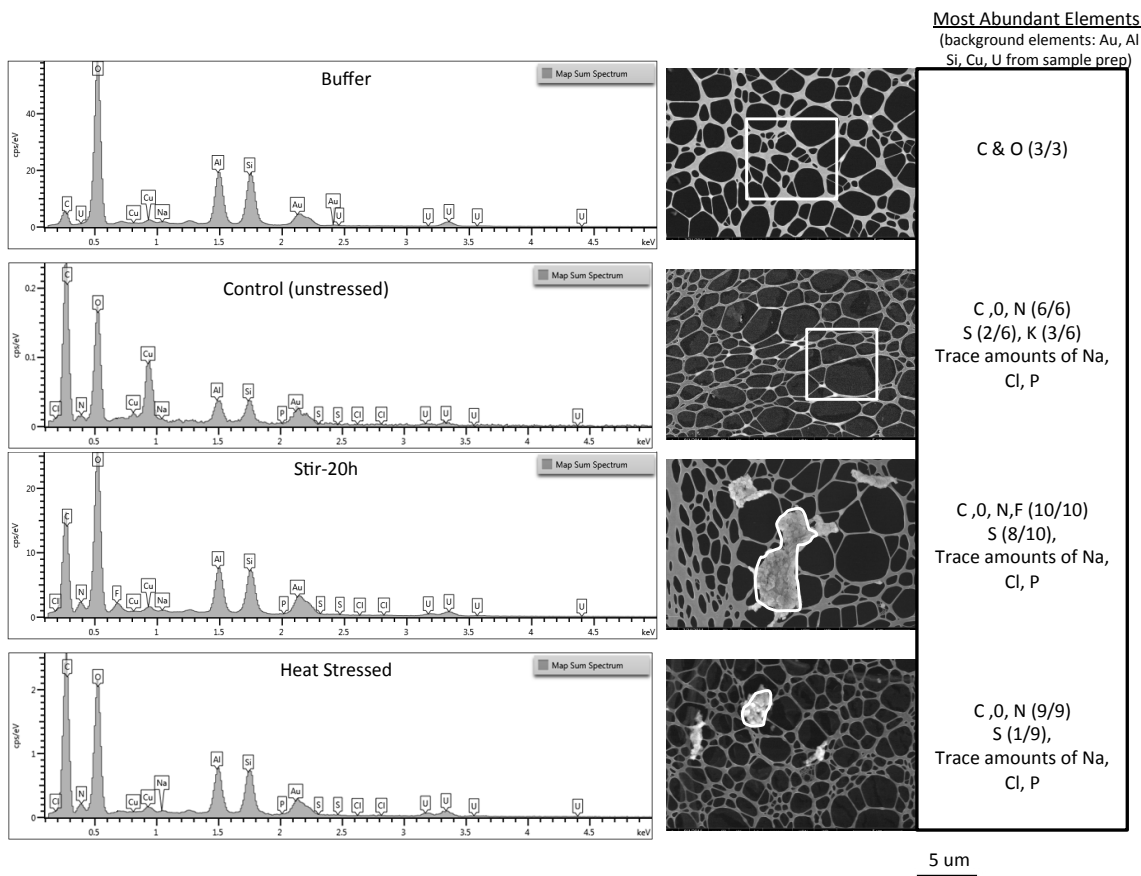 Most Abundant Elements
(background elements: Au, Al
Si, Cu, U from sample prep)
Buffer
Map Sum Spectrum
cps/eV
40
20
0
O
C
U
Cu
Cu
Na
Al
Si
Au
Au
U
U
U
U
U
0.5
1
1.5
2
2.5
3
3.5
4
4.5
keV
C & O (3/3)
Control (unstressed)
Map Sum Spectrum
cps/eV
0.2
0.1
0
Cl
C
N
O
Cu
Cu
Na
Al
Si
P
Au
S
S
Cl
Cl
U
U
U
U
0.5
1
1.5
2
2.5
3
3.5
4
4.5
keV
C ,0, N (6/6)
S (2/6), K (3/6)
Trace amounts of Na,
Cl, P
Stir-20h
Map Sum Spectrum
cps/eV
20
10
0
Cl
C
N
O
F
Cu
Cu
Na
Al
Si
P
Au
S
S
Cl
Cl
U
U
U
U
0.5
1
1.5
2
2.5
3
3.5
4
4.5
keV
C ,0, N,F (10/10)
S (8/10),
Trace amounts of Na,
Cl, P
Heat Stressed
Map Sum Spectrum
cps/eV
2
1
0
Cl
C
N
O
Cu
Cu
Na
Al
Si
P
Au
S
S
Cl
Cl
U
U
U
U
0.5
1
1.5
2
2.5
3
3.5
4
4.5
keV
C ,0, N (9/9)
S (1/9),
Trace amounts of Na,
Cl, P
5 um